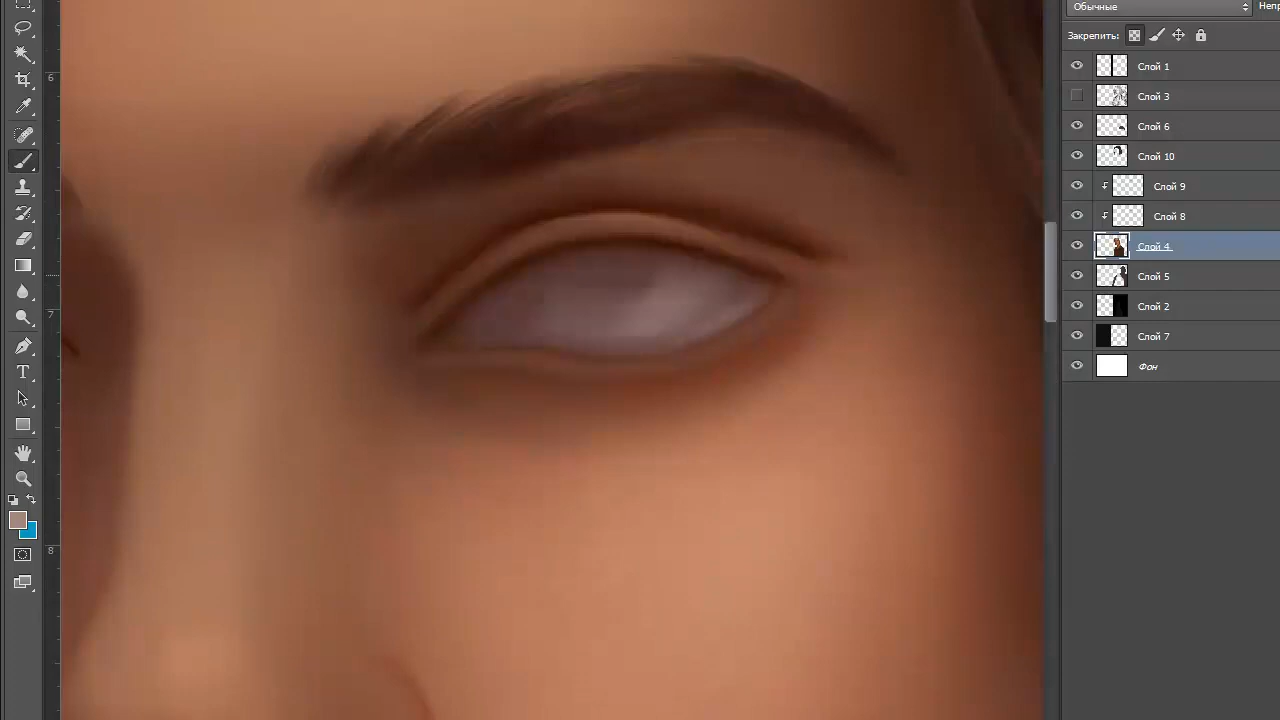 Обычные
Непр
Закрепить:
Слой 1
Слой 3
Слой 6
Слой 10
Слой 9
Слой 8
Слой 4
Слой 5
Слой 2
Слой 7
Фон
6
7
8